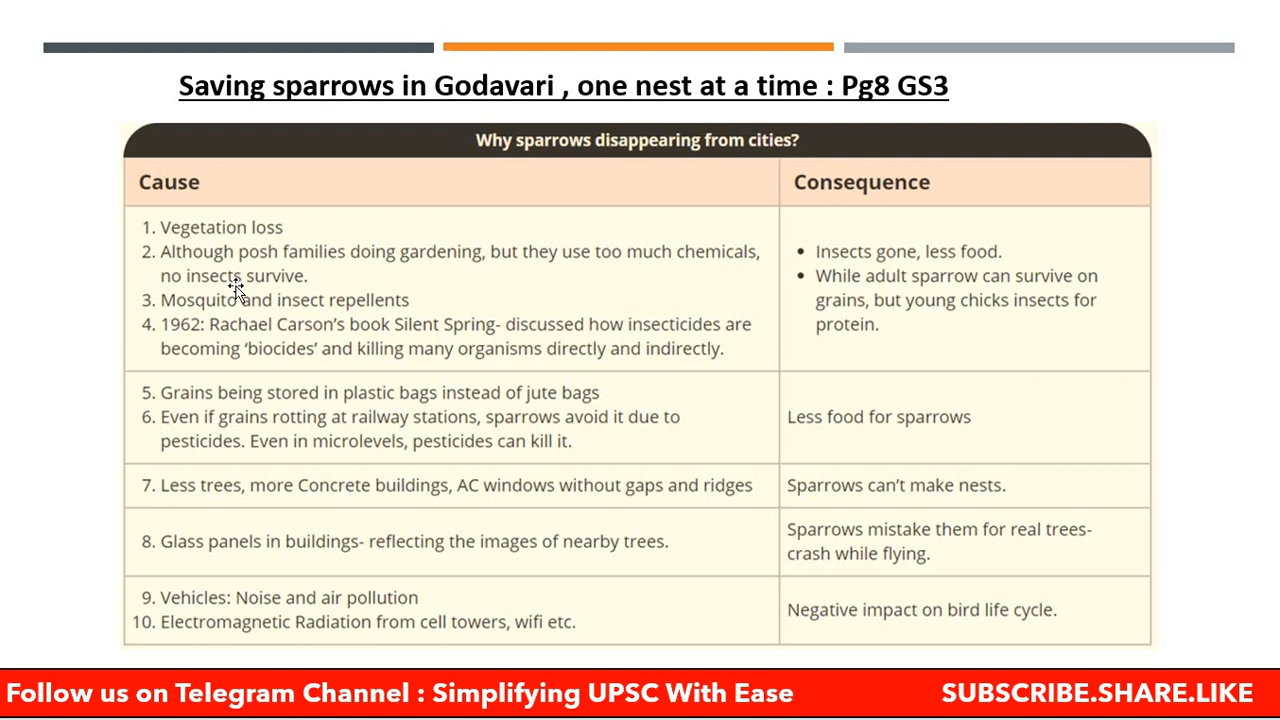 Saving sparrows in Godavari , one nest at a time : Pg8 GS3
Why sparrows disappearing from cities?
Cause
Consequence
1. Vegetation loss
2. Although posh families doing gardening, but they use too much chemicals,
no insects survive.
3. Mosquito and insect repellents
4. 1962: Rachael Carson's book Silent Spring- discussed how insecticides are
becoming ‘biocides’ and killing many organisms directly and indirectly.
• Insects gone, less food.
• While adult sparrow can survive on
grains, but young chicks insects for
protein.
5. Grains being stored in plastic bags instead of jute bags
6. Even if grains rotting at railway stations, sparrows avoid it due to
pesticides. Even in microlevels, pesticides can kill it.
Less food for sparrows
7. Less trees, more Concrete buildings, AC windows without gaps and ridges
Sparrows can't make nests.
8. Glass panels in buildings- reflecting the images of nearby trees.
Sparrows mistake them for real trees-
crash while flying.
9. Vehicles: Noise and air pollution
10. Electromagnetic Radiation from cell towers, wifi etc.
Negative impact on bird life cycle.
Follow us on Telegram Channel : Simplifying UPSC With Ease
SUBSCRIBE.SHARE.LIKE